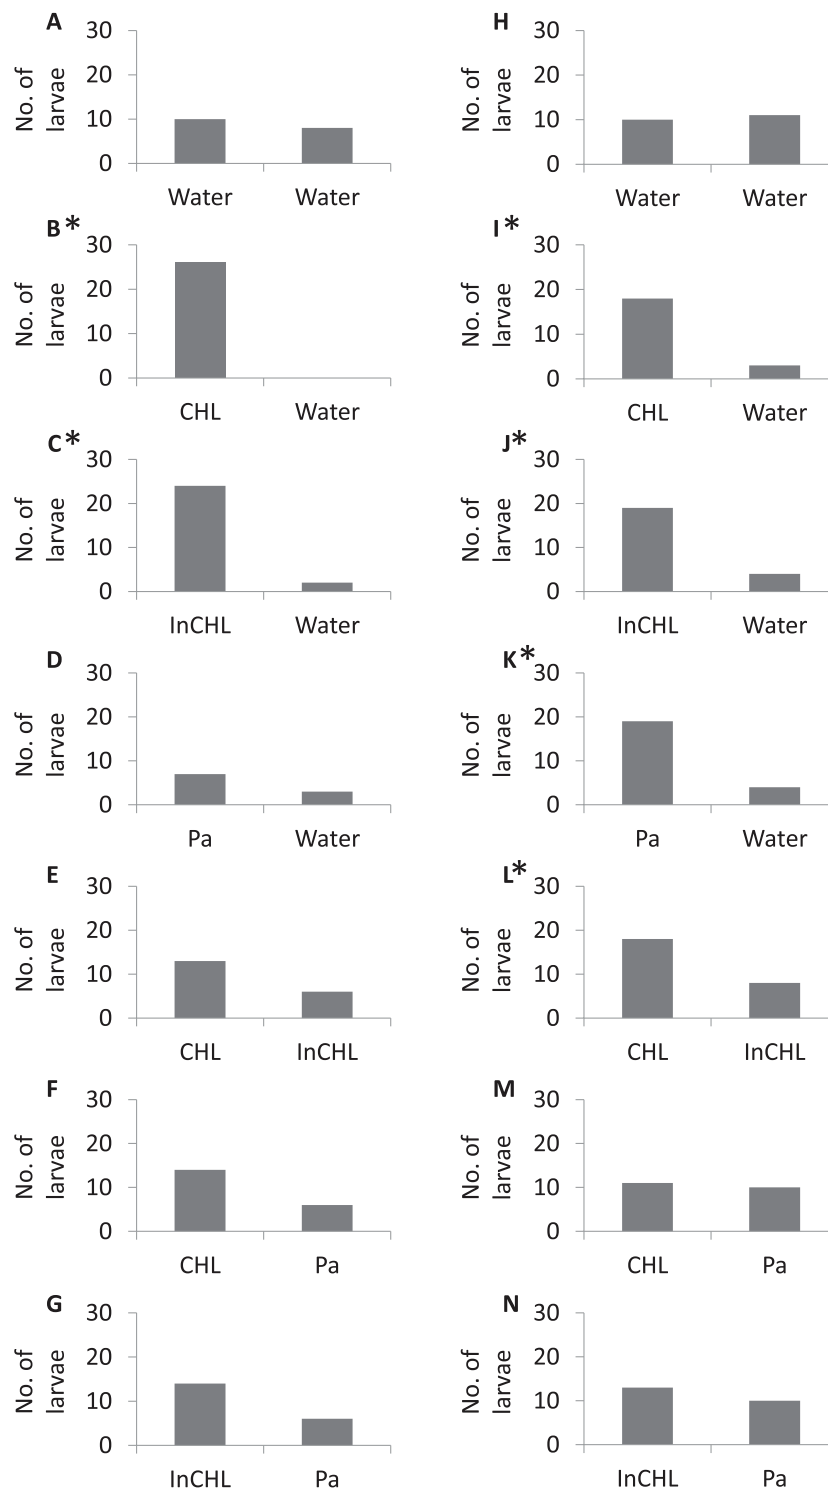 A
30
20
10
0
No. of
larvae
Water Water
H
30
20
10
0
No. of
larvae
Water Water
B*
30
20
10
0
No. of
larvae
CHL Water
I*
30
20
10
0
No. of
larvae
CHL Water
C*
30
20
10
0
No. of
larvae
InCHL Water
J*
30
20
10
0
No. of
larvae
InCHL Water
D
30
20
10
0
No. of
larvae
Pa Water
K*
30
20
10
0
No. of
larvae
Pa Water
E
30
20
10
0
No. of
larvae
CHL InCHL
L*
30
20
10
0
No. of
larvae
CHL InCHL
F
30
20
10
0
No. of
larvae
CHL Pa
M
30
20
10
0
No. of
larvae
CHL Pa
G
30
20
10
0
No. of
larvae
InCHL Pa
N
30
20
10
0
No. of
larvae
InCHL Pa